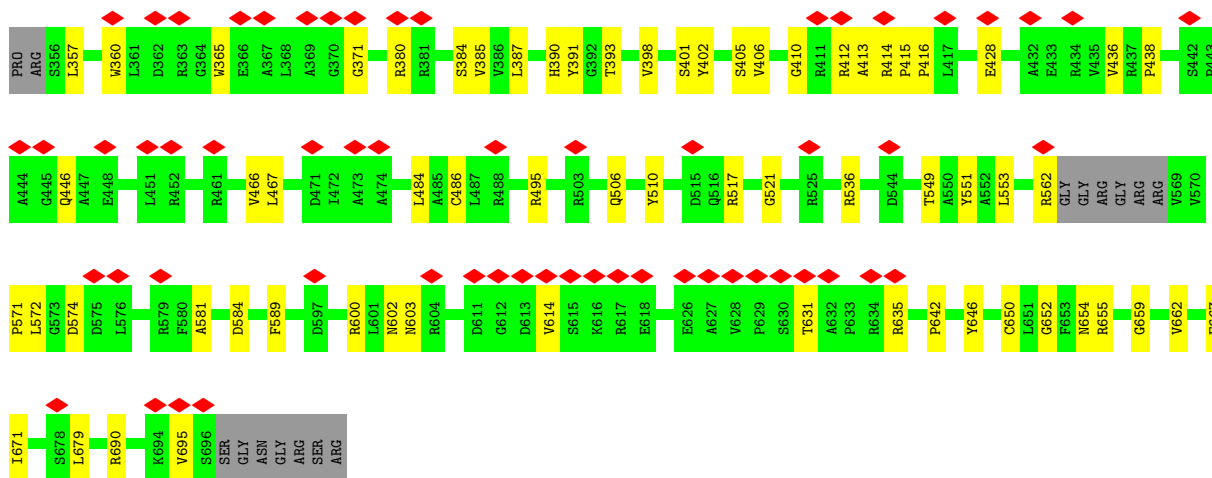 PRO ARG S356 L357 W360 L361 D362 R363 G364 W365 E366 A367 L368 A369 G370 G371 R380 R381 S384 V385 V386 L387 H390 Y391 G392 T393 V398 S401 Y402 S405 V406 G410 R411 R412 A413 R414 P415 P416 L417 E428 A432 E433 R434 V435 V436 R437 P438 S442
A444 G445 Q446 A447 E448 L451 R452 R461 V466 L467 D471 I472 A473 A474 L484 A485 C486 L487 R488 R495 R503 Q506 Y510 D515 Q516 R517 G521 R525 R536 D544 T549 A550 Y551 A552 L553 R562 GLY GLY ARG GLY ARG ARG V569 V570
P571 L572 G573 D574 D575 L576 R579 F580 A581 D584 F589 D597 R600 L601 N602 N603 R604 D611 G612 D613 V614 S615 K616 R617 E618 E626 A627 V628 P629 S630 T631 A632 P633 R634 R635 P642 Y646 C650 L651 G652 F653 N654 R655 G659 V662
I671 S678 L679 R690 K694 V695 S696 SER GLY ASN GLY ARG SER ARG